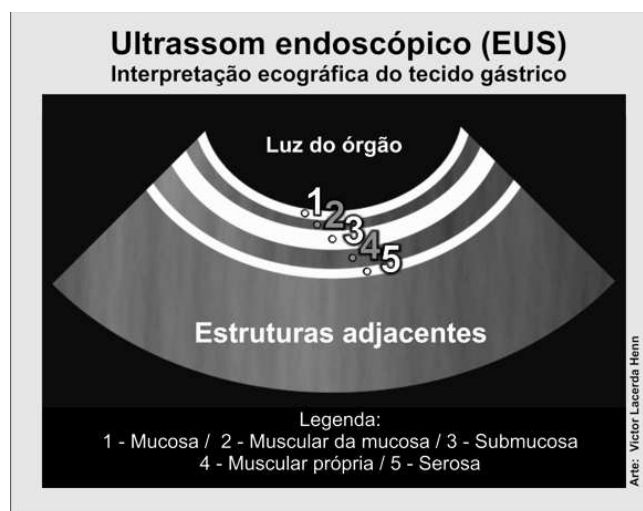 Ultrassom endoscópico (EUS)
Interpretação ecográfica do tecido gástrico
Luz do órgão
1
2
3
4
5
Estruturas adjacentes
Legenda:
1 - Mucosa / 2 - Muscular da mucosa / 3 - Submucosa
4 - Muscular própria / 5 - Serosa
Arte: Victor Lacerda Henn